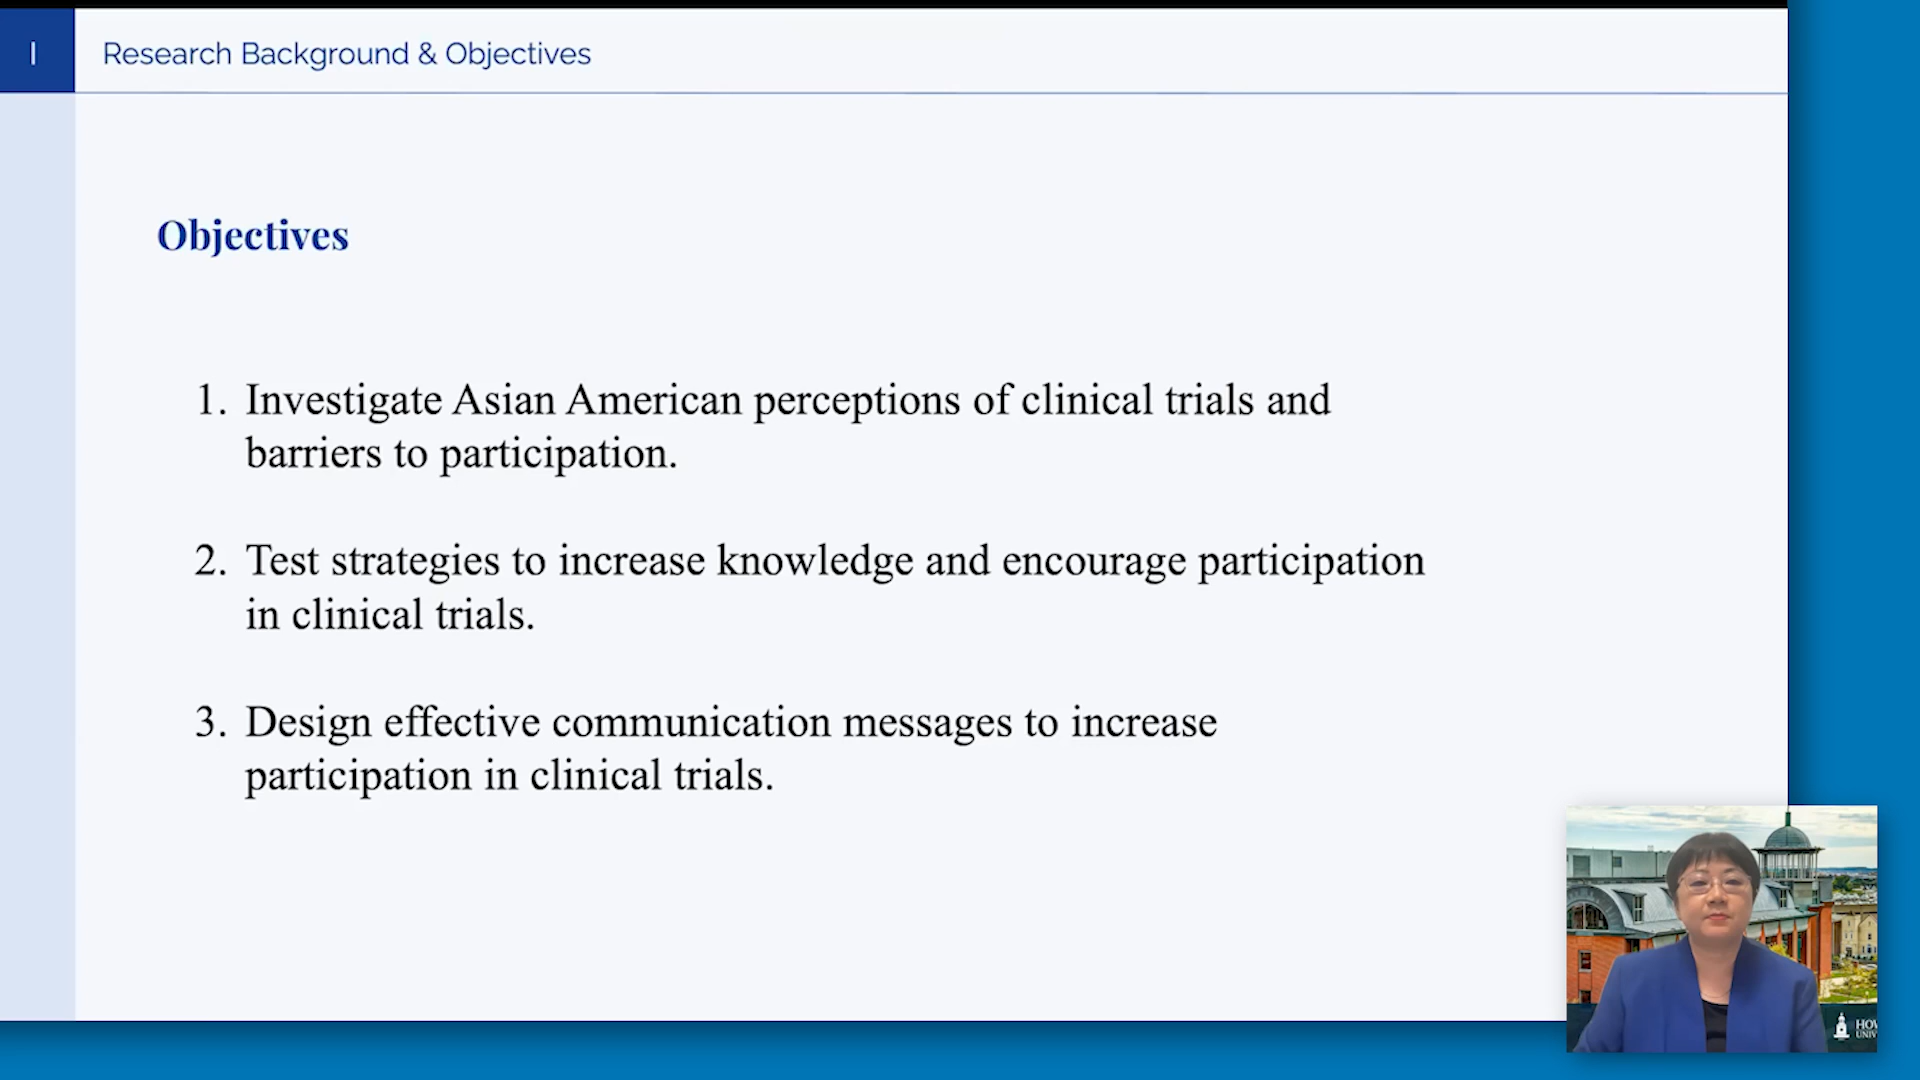 I
Research Background & Objectives
Objectives
1. Investigate Asian American perceptions of clinical trials and
barriers to participation.
2. Test strategies to increase knowledge and encourage participation
in clinical trials.
3. Design effective communication messages to increase
participation in clinical trials.